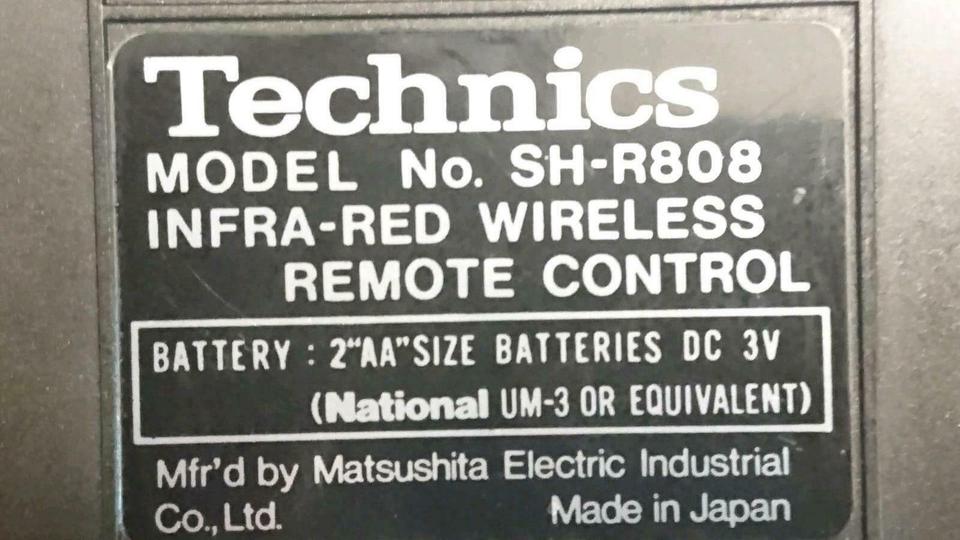 Technics
MODEL No. SH-R808
INFRA-RED WIRELESS
REMOTE CONTROL
BATTERY : 2"AA"SIZE BATTERIES DC 3V
(National UM-3 OR EQUIVALENT)
Mfr'd by Matsushita Electric Industrial
Co., Ltd. Made in Japan